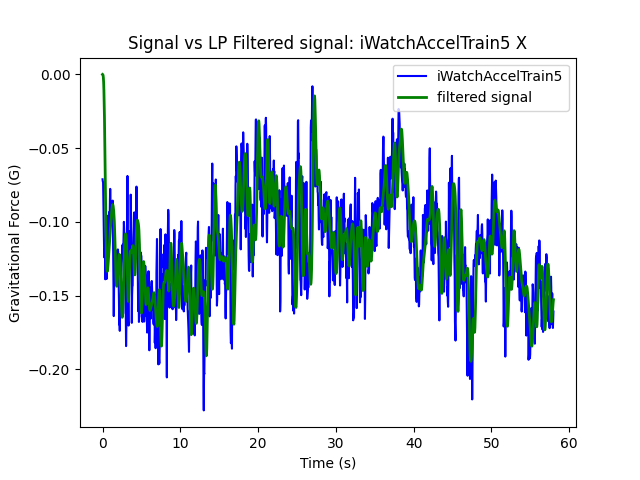 Signal vs LP Filtered signal: iWatchAccelTrain5 X
iWatchAccelTrain5
filtered signal
Gravitational Force (G)
0.00
−0.05
−0.10
−0.15
−0.20
0 10 20 30 40 50 60
Time (s)